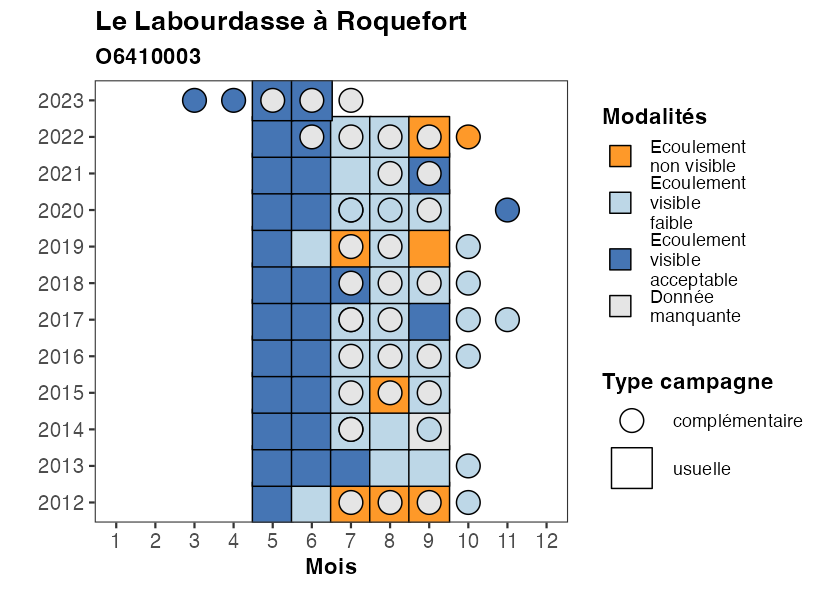 Le Labourdasse à Roquefort
O6410003
2023
2022
2021
2020
2019
2018
2017
2016
2015
2014
2013
2012
1 2 3 4 5 6 7 8 9 10 11 12
Mois
Modalités
Ecoulement
non visible
Ecoulement
visible
faible
Ecoulement
visible
acceptable
Donnée
manquante
Type campagne
complémentaire
usuelle